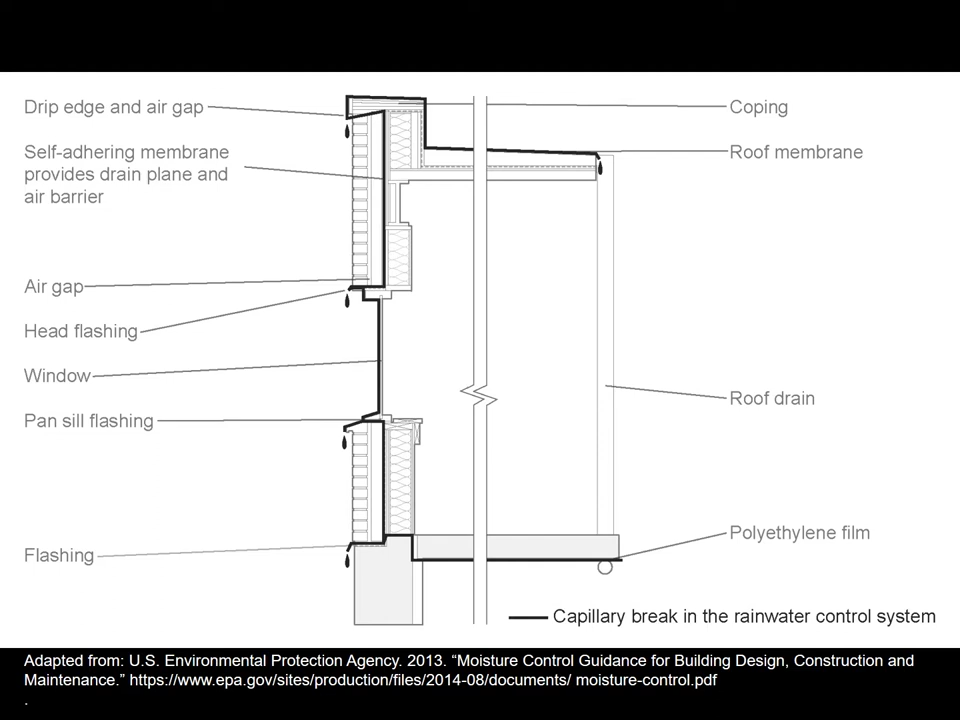 Drip edge and air gap
Self-adhering membrane
provides drain plane and
air barrier
Air gap
Head flashing
Window
Pan sill flashing
Flashing
Coping
Roof membrane
Roof drain
Polyethylene film
Capillary break in the rainwater control system
Adapted from: U.S. Environmental Protection Agency. 2013. “Moisture Control Guidance for Building Design, Construction and
Maintenance.” https://www.epa.gov/sites/production/files/2014-08/documents/ moisture-control.pdf
.